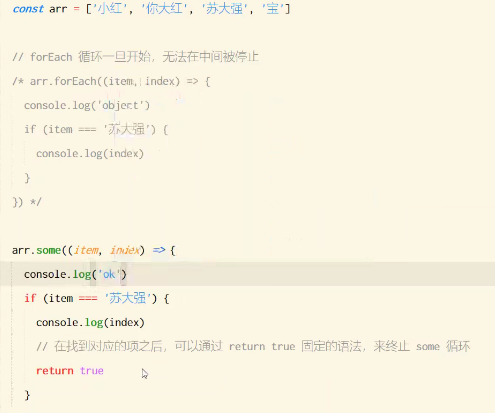 const arr = ['小红', '你大红', '苏大强', '宝']
// forEach 循环一旦开始，无法在中间被停止
/* arr.forEach((item, index) => {
console.log('object')
if (item === '苏大强') {
console.log(index)
}
}) */
arr.some((item, index) => {
console.log('ok')
if (item === '苏大强') {
console.log(index)
// 在找到对应的项之后，可以通过 return true 固定的语法，来终止 some 循环
return true
}